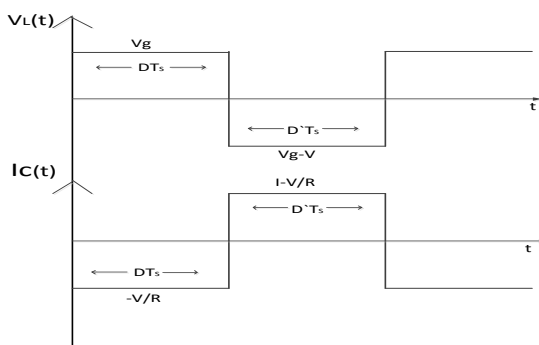 VL(t)
Vg
DTs
t
D`Ts
Vg-V
IC(t)
I-V/R
D`Ts
t
DTs
-V/R